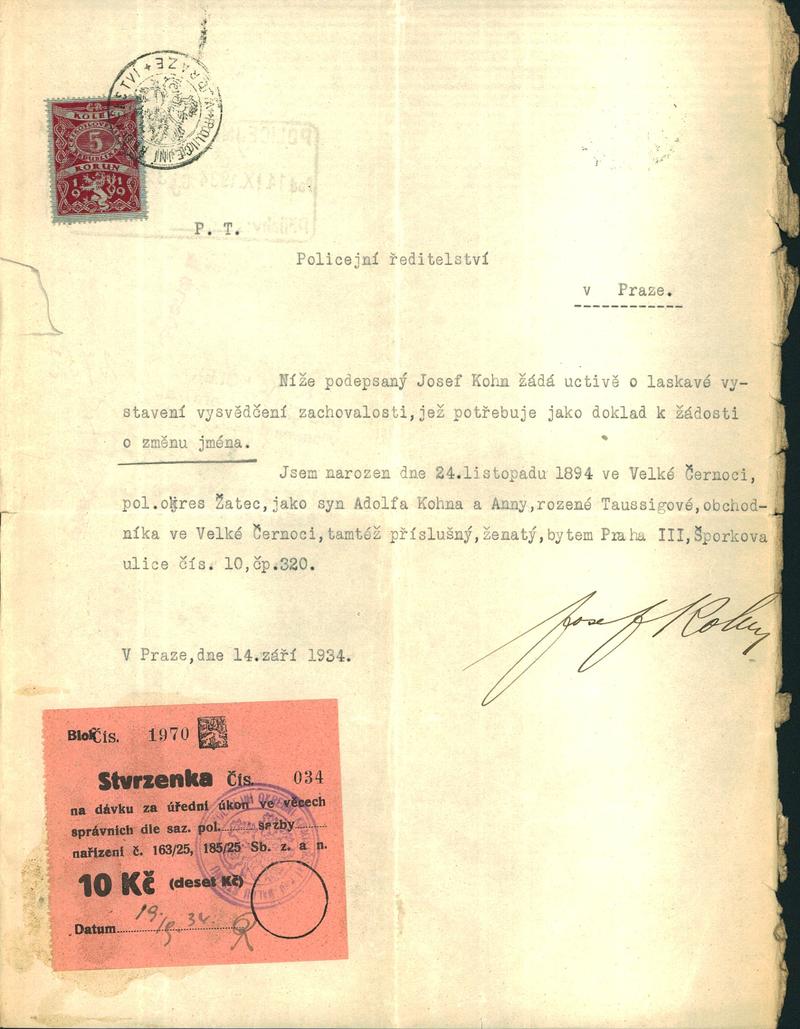 KOLEK
5
KORUN
1919
P. T.
Policejní ředitelství
v Praze.
Níže podepsaný Josef Kohn žádá uctivě o laskavé vy-
stavení vysvědčení zachovalosti,jež potřebuje jako doklad k žádosti
o změnu jména.
Jsem narozen dne 24.listopadu 1894 ve Velké Černoci,
pol.okres Žatec,jako syn Adolfa Kohna a Anny,rozené Taussigové,obchod-
níka ve Velké Černoci,tamtéž příslušný,ženatý,bytem Praha III,Šporkova
ulice čís. 10,čp.320.
Josef Kohn
V Praze,dne 14.září 1934.
Blok Čís. 1970
Stvrzenka Čís. 034
na dávku za úřední úkon ve věcech
správních dle saz. pol. sazby
nařízení č. 163/25, 185/25 Sb. z. a n.
10 Kč (deset Kč)
Datum 19./9. 34.